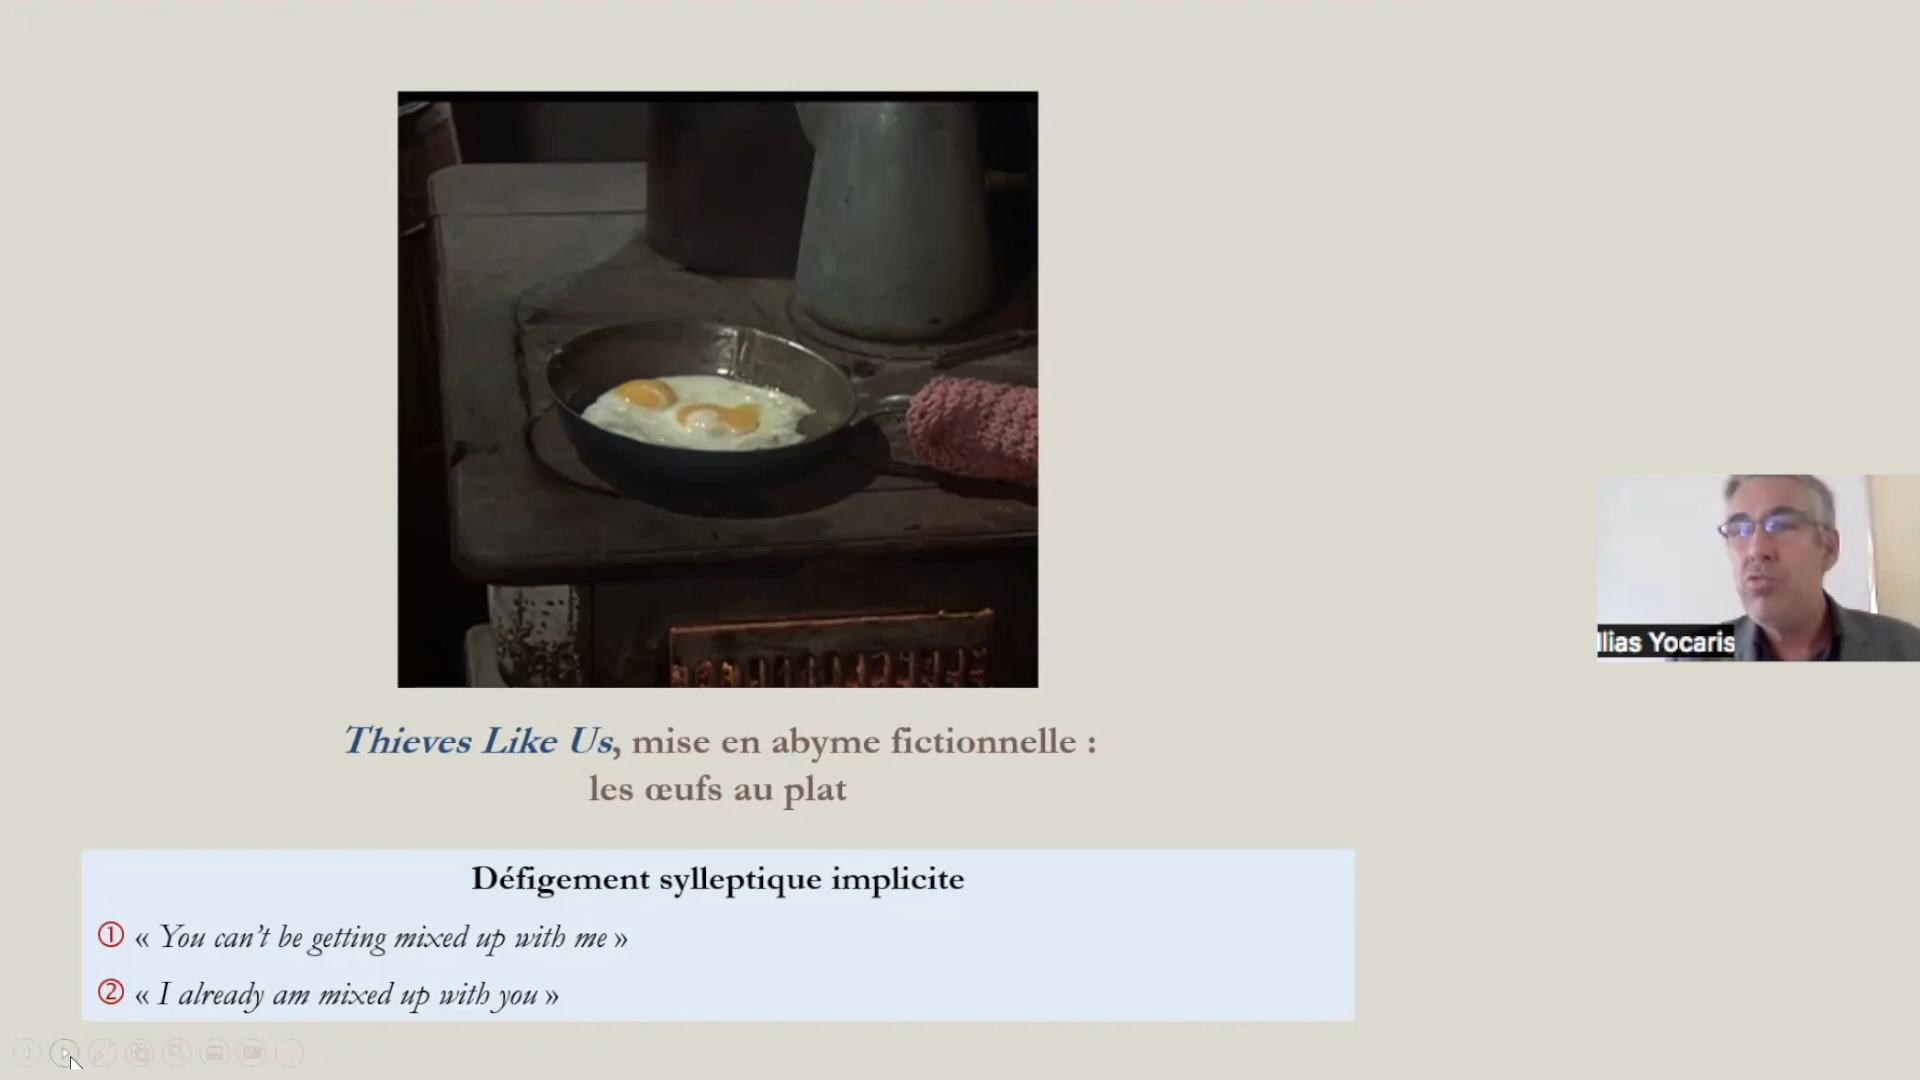 Thieves Like Us, mise en abyme fictionnelle :
les œufs au plat
Défigement sylleptique implicite
① « You can’t be getting mixed up with me »
② « I already am mixed up with you »
Ilias Yocaris